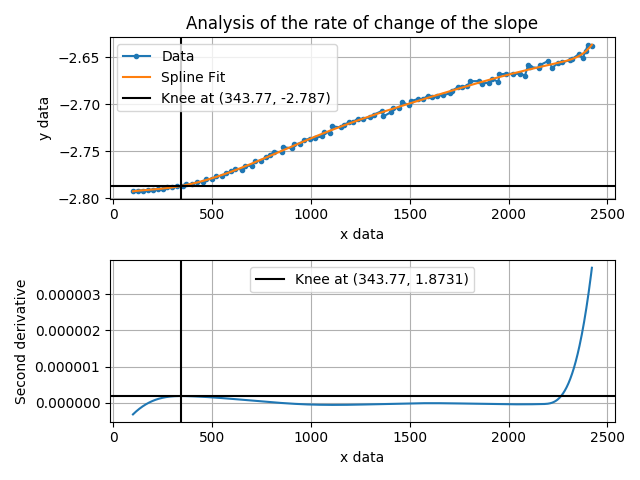 Analysis of the rate of change of the slope
−2.65
−2.70
−2.75
−2.80
y data
Data
Spline Fit
Knee at (343.77, -2.787)
0
500
1000
1500
2000
2500
x data
0.000003
0.000002
0.000001
0.000000
Second derivative
Knee at (343.77, 1.8731)
0
500
1000
1500
2000
2500
x data